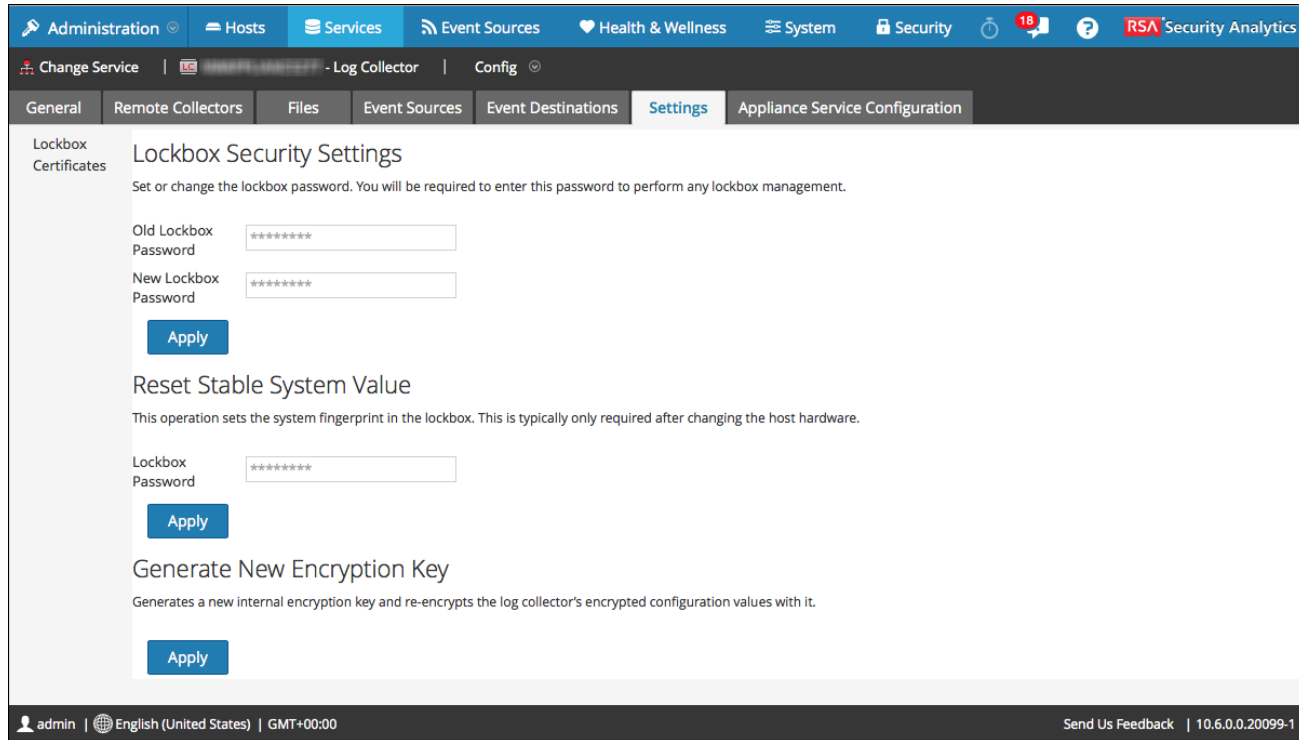 Administration Hosts Services Event Sources Health & Wellness System Security 18 ? RSA Security Analytics
Change Service | LC - Log Collector | Config
General Remote Collectors Files Event Sources Event Destinations Settings Appliance Service Configuration
Lockbox
Certificates
Lockbox Security Settings
Set or change the lockbox password. You will be required to enter this password to perform any lockbox management.
Old Lockbox
Password
********
New Lockbox
Password
********
Apply
Reset Stable System Value
This operation sets the system fingerprint in the lockbox. This is typically only required after changing the host hardware.
Lockbox
Password
********
Apply
Generate New Encryption Key
Generates a new internal encryption key and re-encrypts the log collector's encrypted configuration values with it.
Apply
admin | English (United States) | GMT+00:00 Send Us Feedback | 10.6.0.0.20099-1